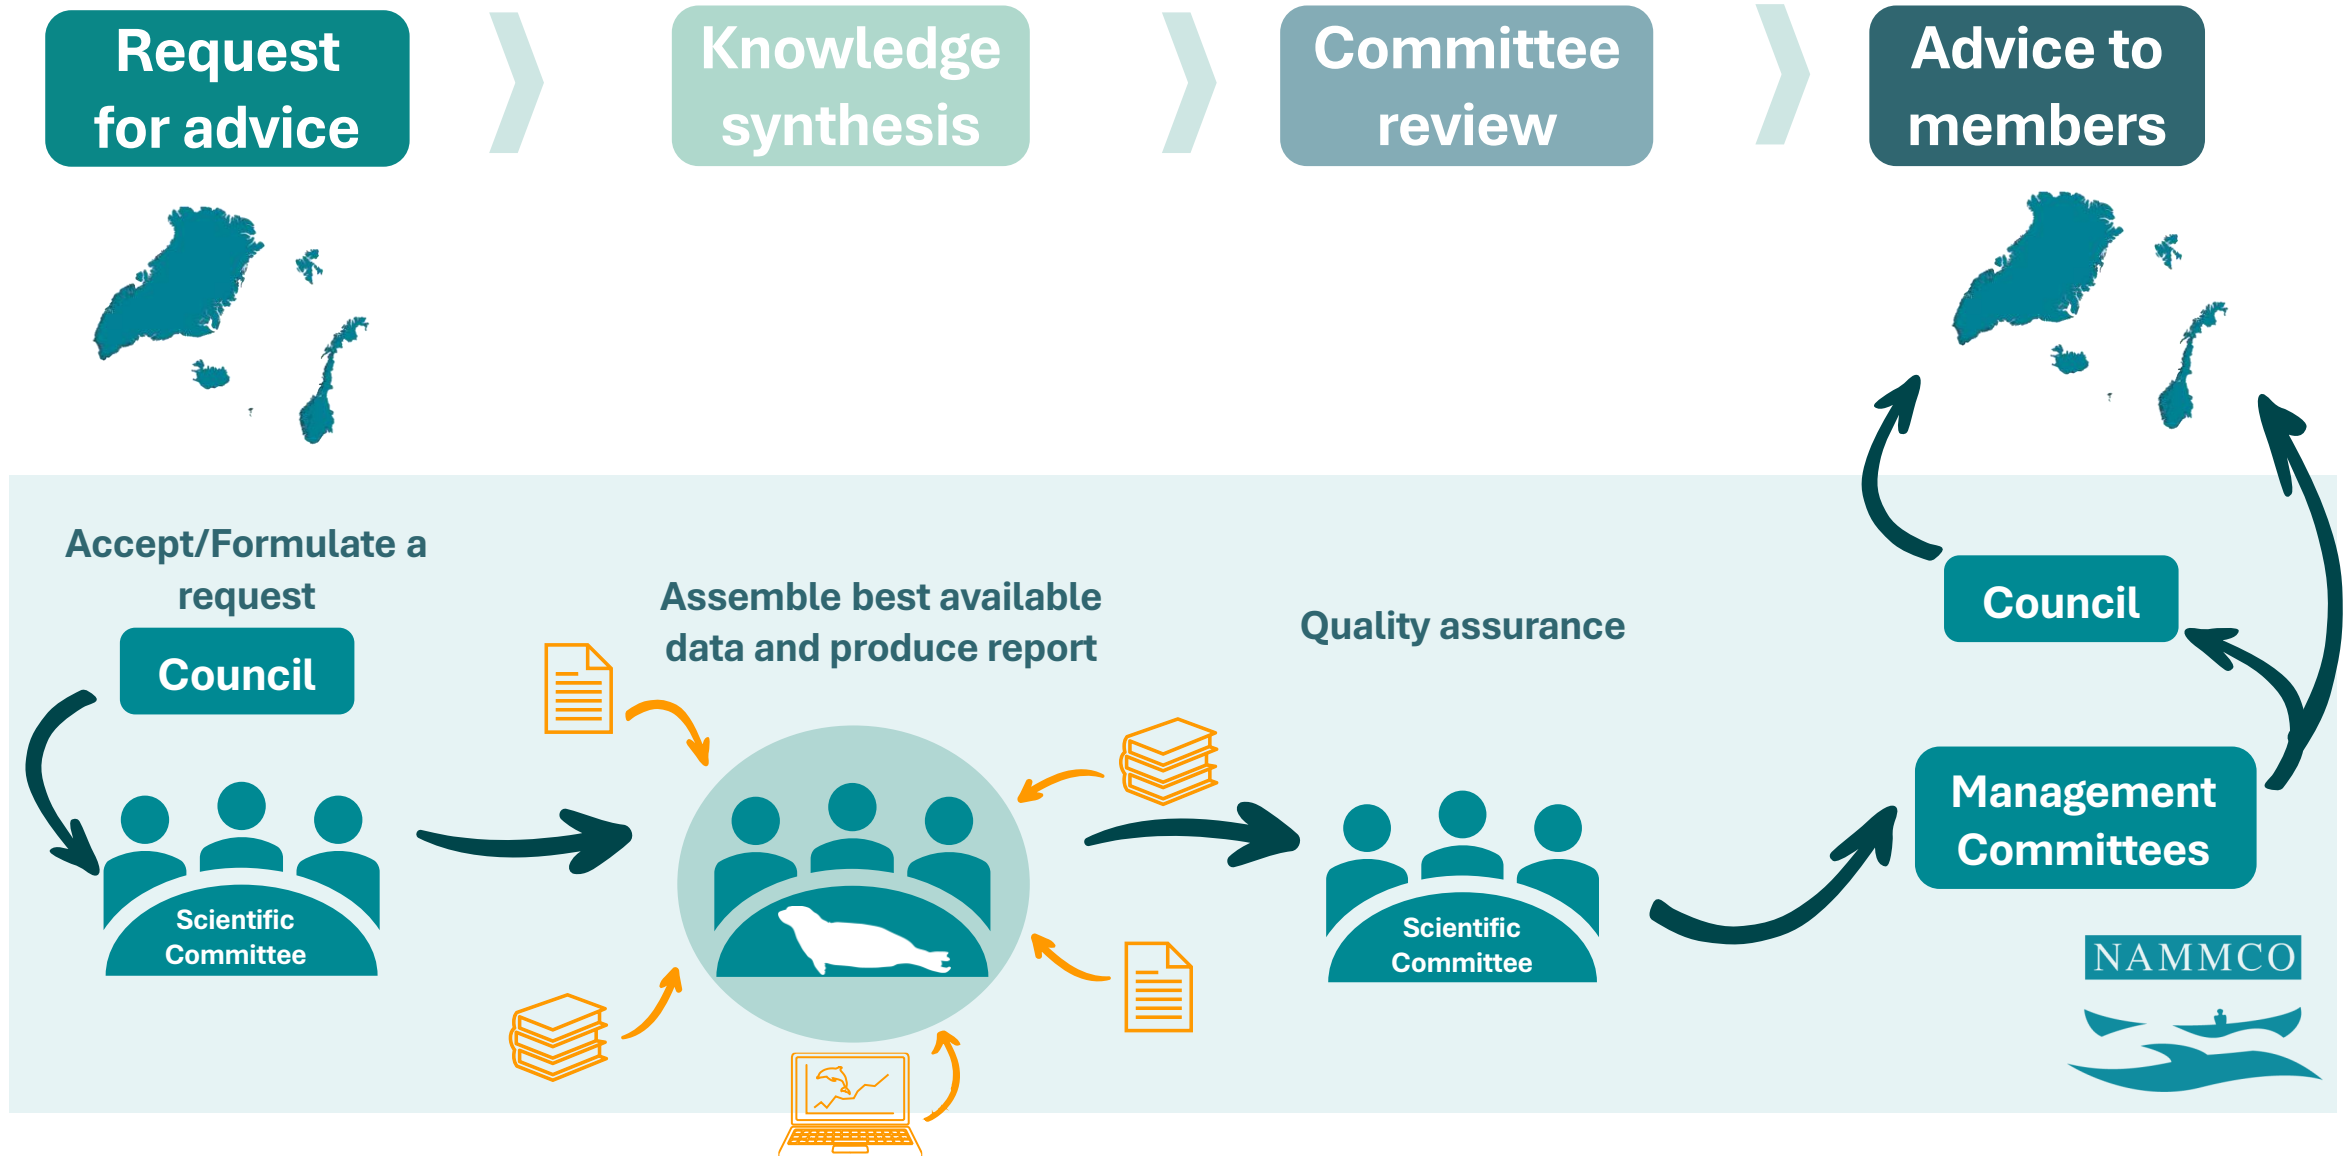 Request
for advice
Knowledge
synthesis
Committee
review
Advice to
members
Accept/Formulate a
request
Council
Scientific
Committee
Assemble best available
data and produce report
Quality assurance
Scientific
Committee
Council
Management
Committees
NAMMCO